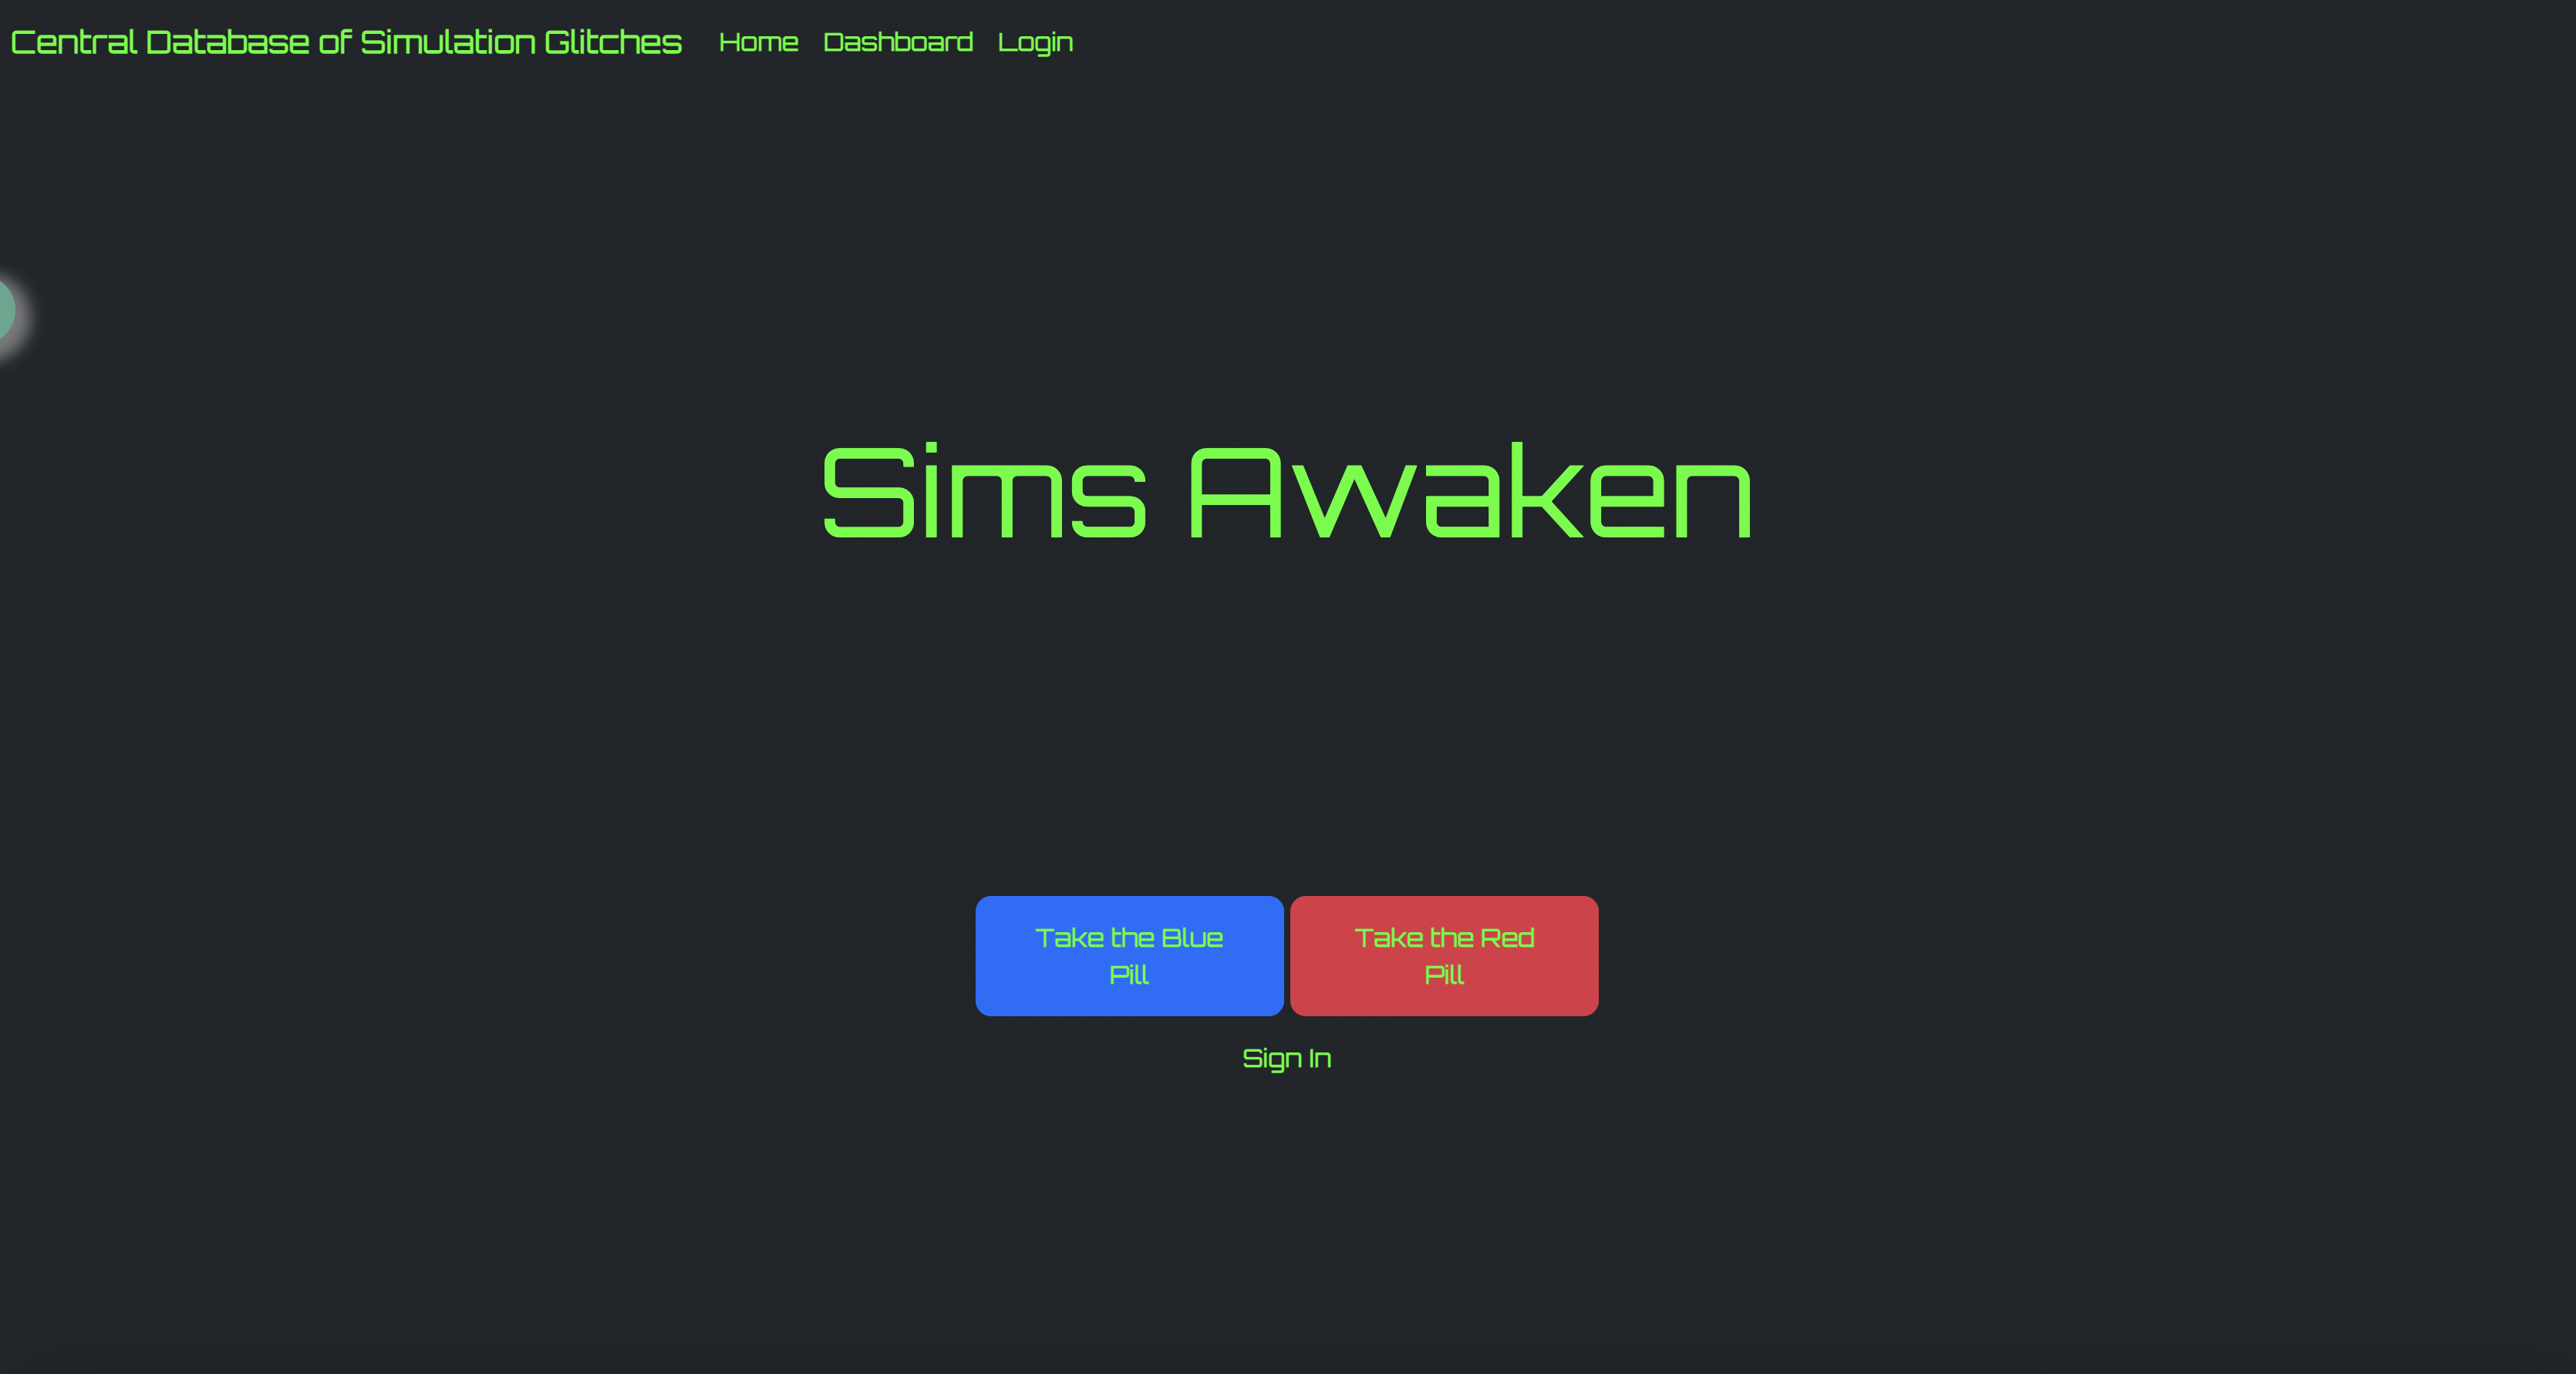 Central Database of Simulation Glitches Home Dashboard Login
Sims Awaken
Take the Blue
Pill
Take the Red
Pill
Sign In